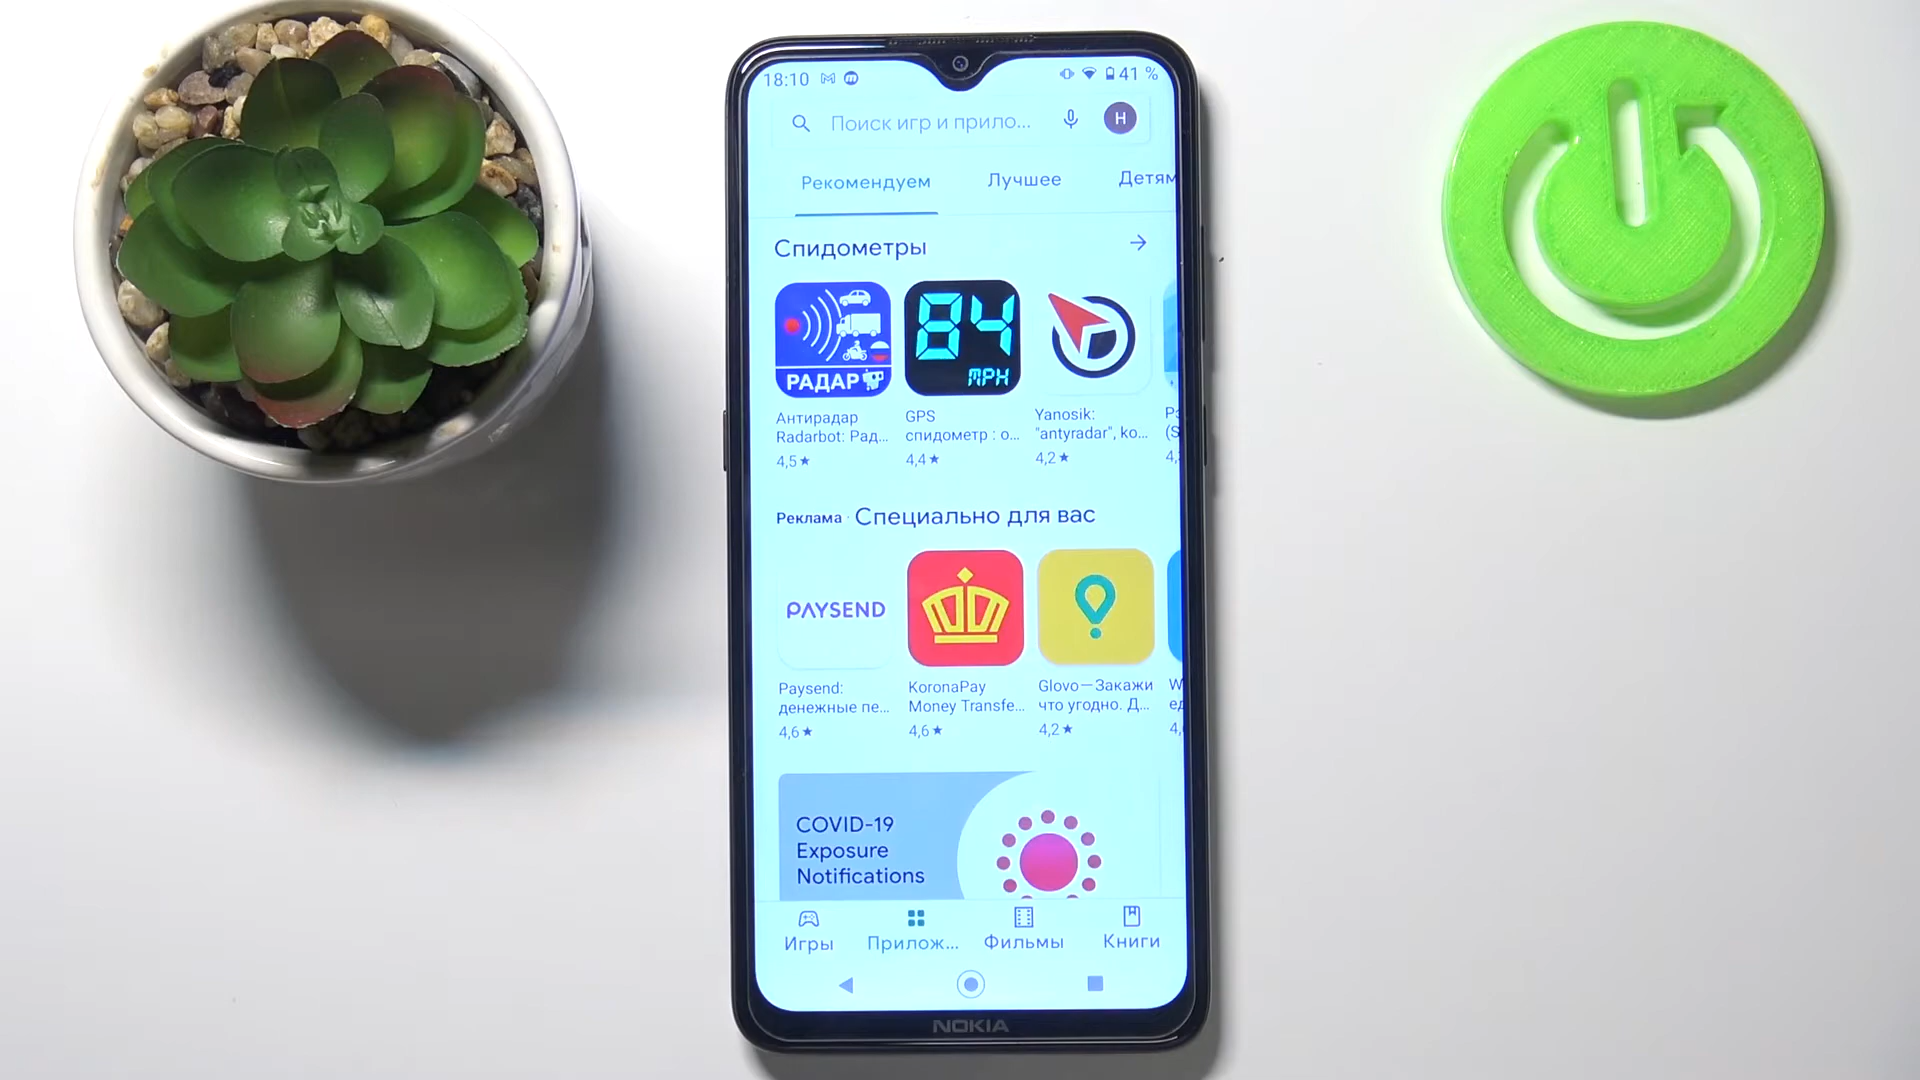 18:10
41 %
Поиск игр и прило...
H
Рекомендуем Лучшее Детям
Спидометры
РАДАР
84
MPH
Антирадар
Radarbot: Рад...
4,5★
GPS
спидометр : о...
4,4★
Yanosik:
"antyradar", ko...
4,2★
(S
4,
Реклама · Специально для вас
PAYSEND
Paysend:
денежные пе...
4,6★
KoronaPay
Money Transfe...
4,6★
Glovo—Закажи
что угодно. Д...
4,2★
W
ед
4,
COVID-19
Exposure
Notifications
Игры Прилож... Фильмы Книги
NOKIA